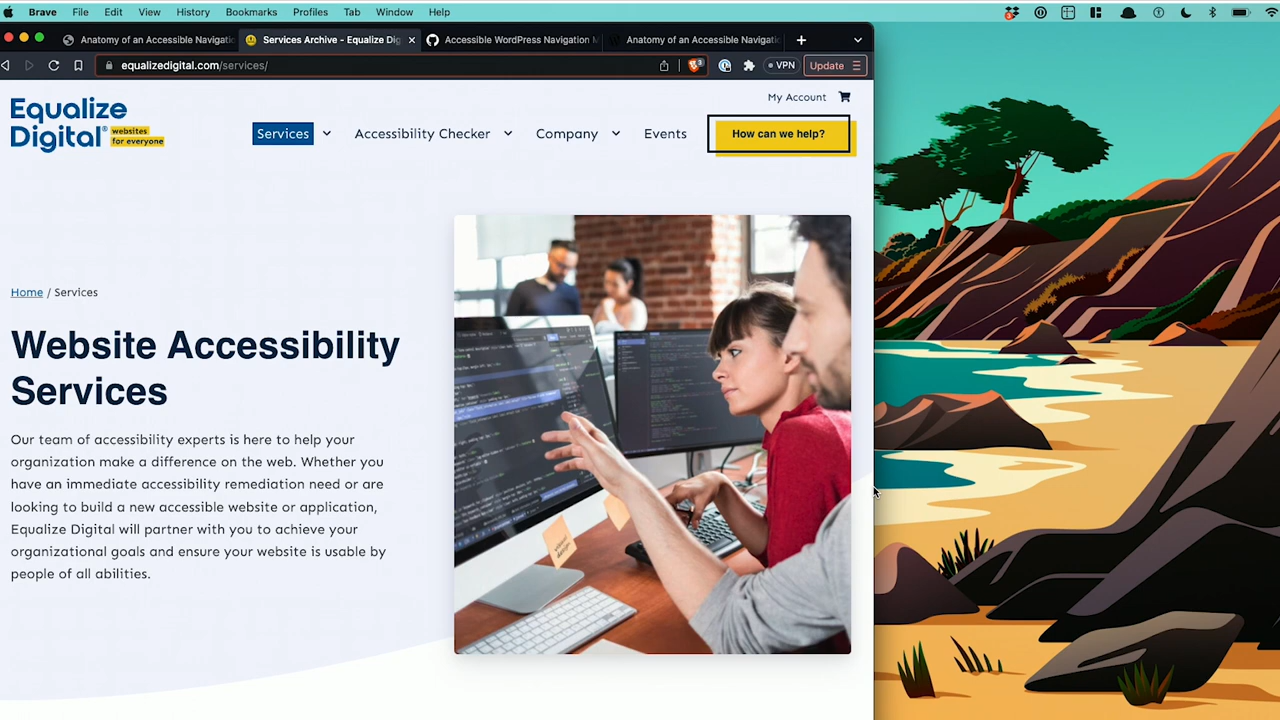 Brave File Edit View History Bookmarks Profiles Tab Window Help
Anatomy of an Accessible Navigati
Services Archive - Equalize Dig
Accessible WordPress Navigation M
Anatomy of an Accessible Navigatic
equalizedigital.com/services/
VPN
Update
My Account
Equalize
Digital® websites
for everyone
Services
Accessibility Checker
Company
Events
How can we help?
Home / Services
Website Accessibility
Services
Our team of accessibility experts is here to help your
organization make a difference on the web. Whether you
have an immediate accessibility remediation need or are
looking to build a new accessible website or application,
Equalize Digital will partner with you to achieve your
organizational goals and ensure your website is usable by
people of all abilities.